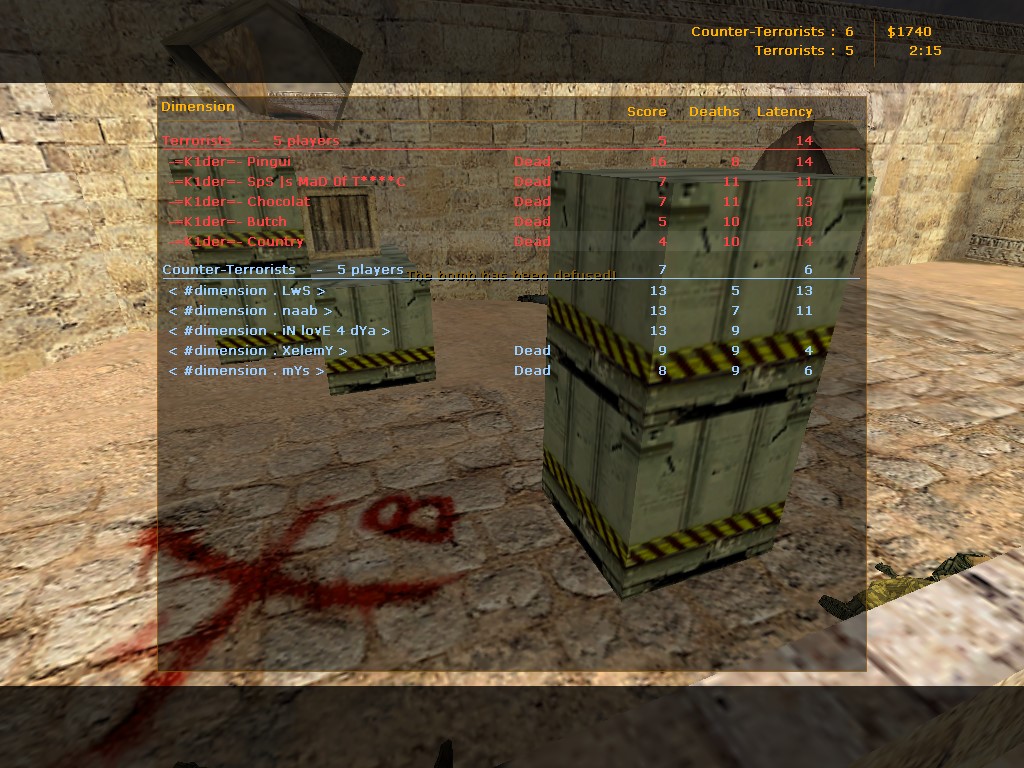 Counter-Terrorists : 6 $1740
Terrorists : 5 2:15
Dimension
Score Deaths Latency
Terrorists - 5 players 5 14
-=K1der=- Pingui Dead 16 8 14
-=K1der=- SpS ]s MaD 0f T****C Dead 7 11 11
-=K1der=- Chocolat Dead 7 11 13
-=K1der=- Butch Dead 5 10 18
-=K1der=- Country Dead 4 10 14
Counter-Terrorists - 5 players 7 6
The bomb has been defused!
< #dimension . LwS > 13 5 13
< #dimension . naab > 13 7 11
< #dimension . iN lovE 4 dYa > 13 9
< #dimension . XelemY > Dead 9 9 4
< #dimension . mYs > Dead 8 9 6
B